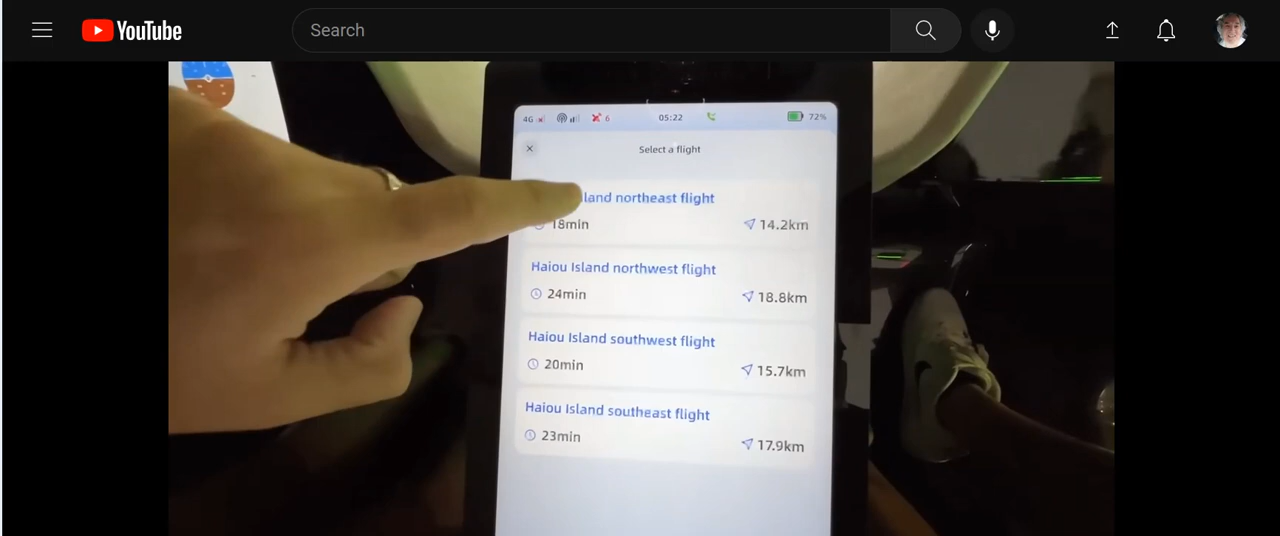 YouTube
Search
4G 6 05:22 72%
Select a flight
land northeast flight
18min 14.2km
Haiou Island northwest flight
24min 18.8km
Haiou Island southwest flight
20min 15.7km
Haiou Island southeast flight
23min 17.9km